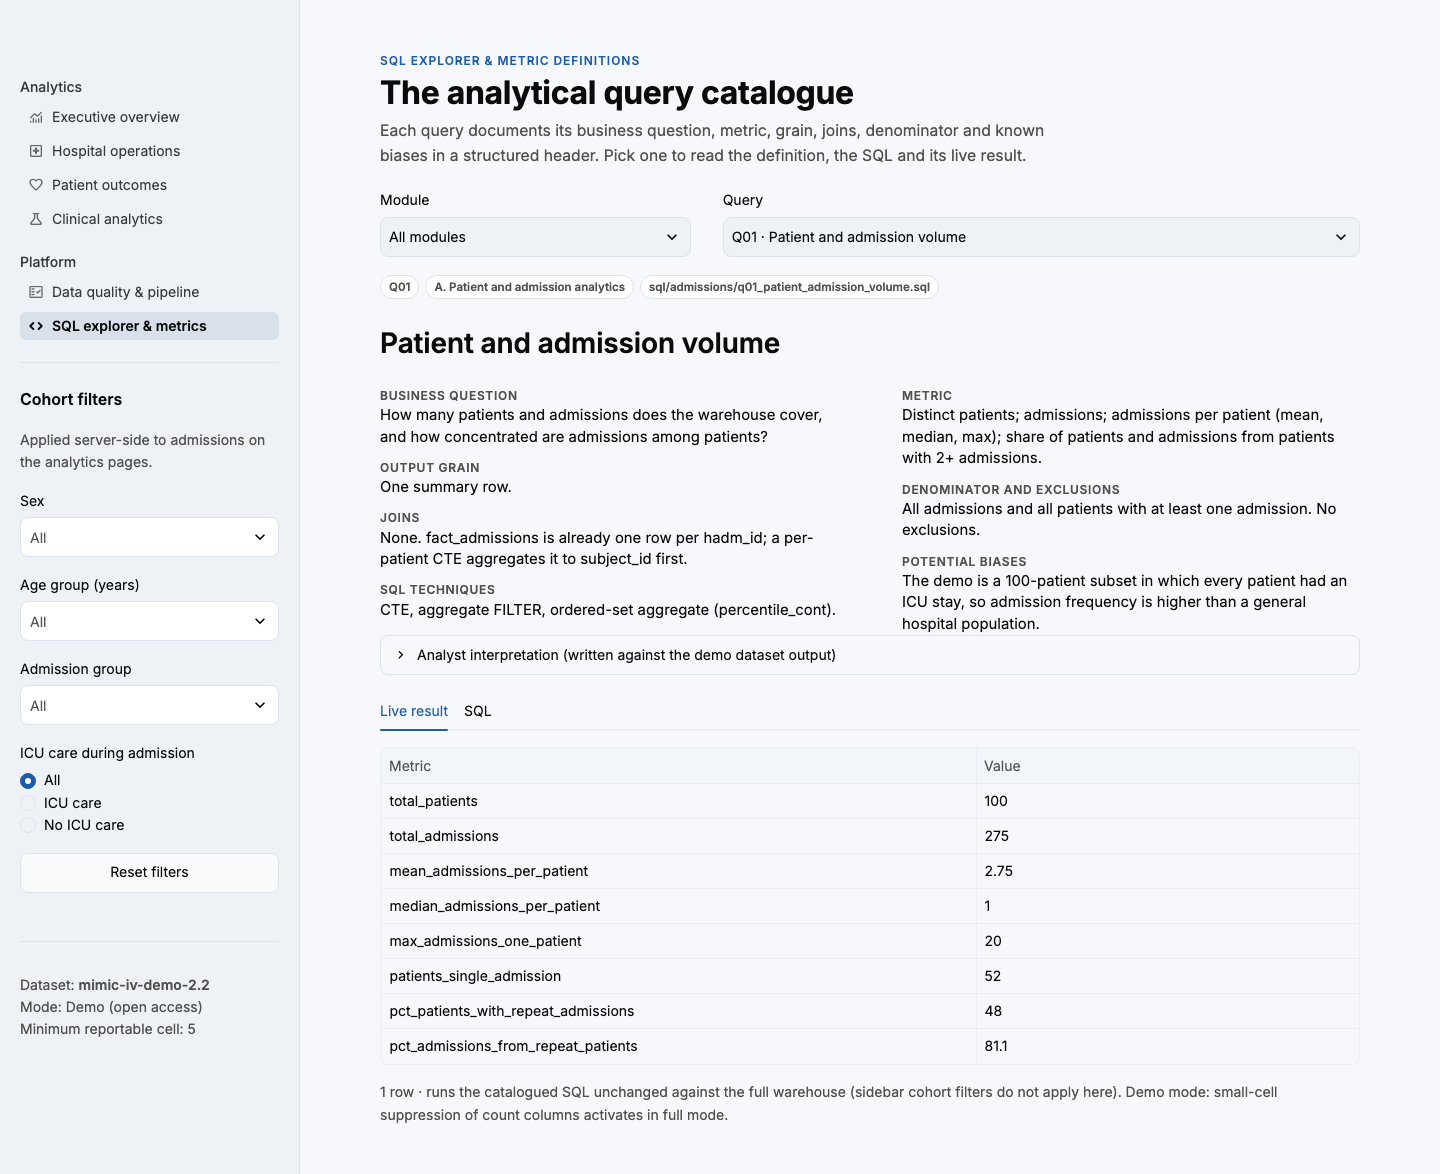 Analytics
Executive overview
Hospital operations
Patient outcomes
Clinical analytics
Platform
Data quality & pipeline
SQL explorer & metrics
Cohort filters
Applied server-side to admissions on
the analytics pages.
Sex
All
Age group (years)
All
Admission group
All
ICU care during admission
All
ICU care
No ICU care
Reset filters
Dataset: mimic-iv-demo-2.2
Mode: Demo (open access)
Minimum reportable cell: 5
SQL EXPLORER & METRIC DEFINITIONS
The analytical query catalogue
Each query documents its business question, metric, grain, joins, denominator and known
biases in a structured header. Pick one to read the definition, the SQL and its live result.
Module
All modules
Query
Q01 · Patient and admission volume
Q01
A. Patient and admission analytics
sql/admissions/q01_patient_admission_volume.sql
Patient and admission volume
BUSINESS QUESTION
How many patients and admissions does the warehouse cover,
and how concentrated are admissions among patients?
OUTPUT GRAIN
One summary row.
JOINS
None. fact_admissions is already one row per hadm_id; a per-
patient CTE aggregates it to subject_id first.
SQL TECHNIQUES
CTE, aggregate FILTER, ordered-set aggregate (percentile_cont).
METRIC
Distinct patients; admissions; admissions per patient (mean,
median, max); share of patients and admissions from patients
with 2+ admissions.
DENOMINATOR AND EXCLUSIONS
All admissions and all patients with at least one admission. No
exclusions.
POTENTIAL BIASES
The demo is a 100-patient subset in which every patient had an
ICU stay, so admission frequency is higher than a general
hospital population.
Analyst interpretation (written against the demo dataset output)
Live result SQL
Metric Value
total_patients 100
total_admissions 275
mean_admissions_per_patient 2.75
median_admissions_per_patient 1
max_admissions_one_patient 20
patients_single_admission 52
pct_patients_with_repeat_admissions 48
pct_admissions_from_repeat_patients 81.1
1 row · runs the catalogued SQL unchanged against the full warehouse (sidebar cohort filters do not apply here). Demo mode: small-cell
suppression of count columns activates in full mode.